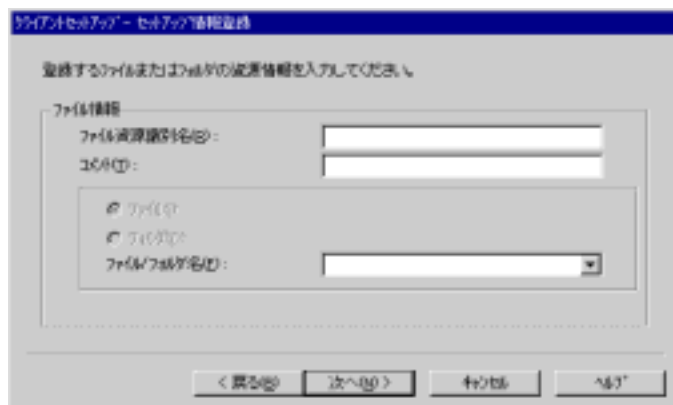 クライアントセットアップ - セットアップ情報登録
登録するファイルまたはフォルダの資源情報を入力してください。
ファイル情報
ファイル資源識別名(B):
コメント(T):
ファイル(I)
フォルダ(D)
ファイル/フォルダ名(F):
< 戻る(B)
次へ(N) >
キャンセル
ヘルプ